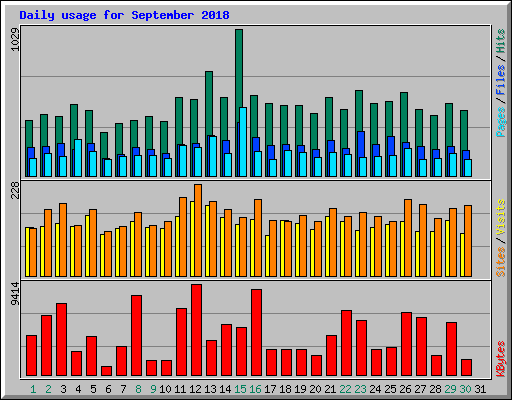 Daily usage for September 2018
1029
Pages/Files/Hits
228
Sites/Visits
9414
KBytes
1 2 3 4 5 6 7 8 9 10 11 12 13 14 15 16 17 18 19 20 21 22 23 24 25 26 27 28 29 30 31